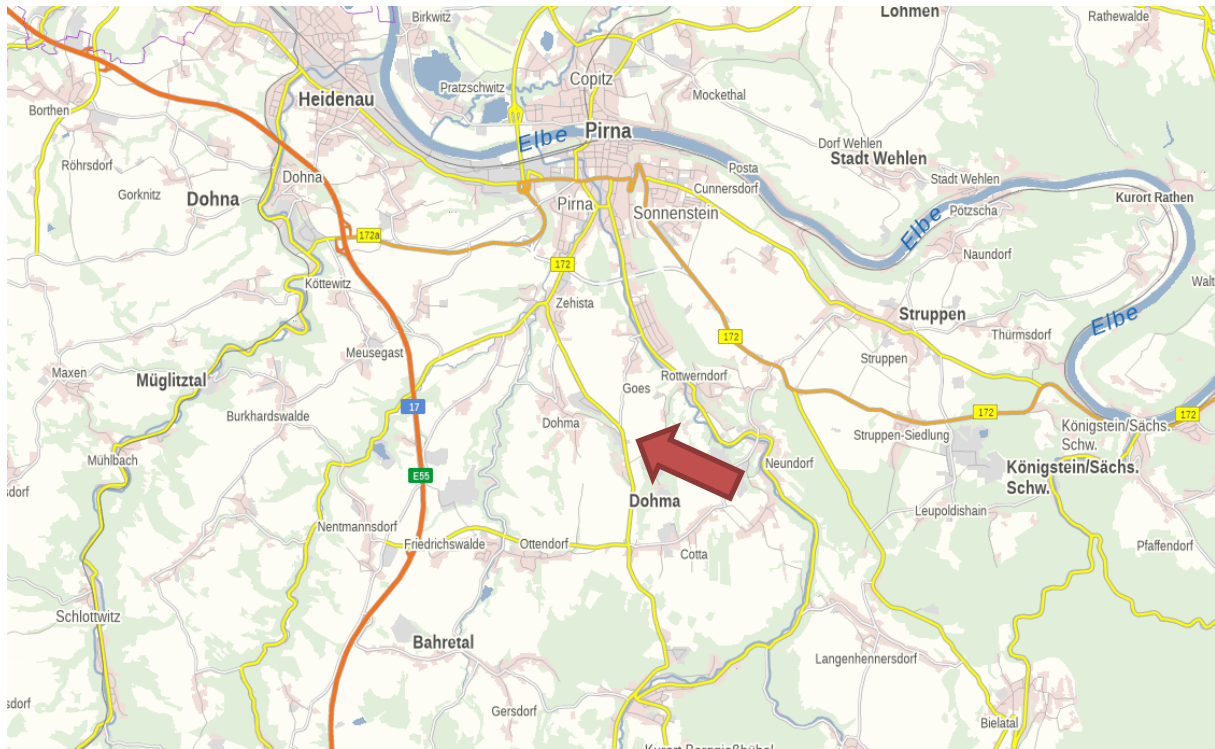 Birkwitz
Lohmen
Rathewalde
Pratzschwitz
Copitz
Mockethal
Borthen
Heidenau
Elbe
Pirna
Dorf Wehlen
Stadt Wehlen
Röhrsdorf
Dohna
Posta
Stadt Wehlen
Gorknitz
Dohna
Pirna
Cunnersdorf
Sonnenstein
Pötzscha
Kurort Rathen
Elbe
172a
Naundorf
172
Köttewitz
Zehista
Walt
Struppen
Elbe
Thürmsdorf
172
Meusegast
Struppen
Maxen
Müglitztal
Goes
Rottwerndorf
17
Burkhardswalde
172
172
Dohma
Struppen-Siedlung
Königstein/Sächs.
Schw.
Mühlbach
Neundorf
Königstein/Sächs.
Schw.
E55
sdorf
Dohma
Leupoldishain
Nentmannsdorf
Friedrichswalde
Ottendorf
Cotta
Pfaffendorf
Schlottwitz
Bahretal
Langenhennersdorf
sdorf
Gersdorf
Bielatal
Kurort Berggießhübel